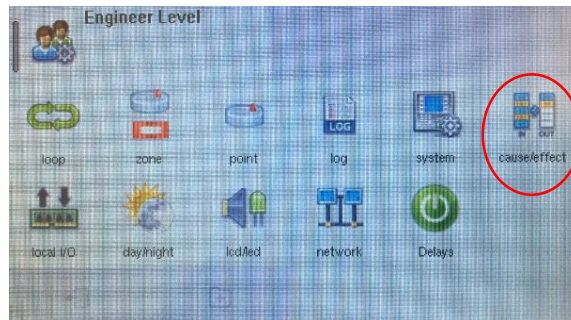 Engineer Level
LOG
IN OUT
loop zone point log system cause/effect
local I/O day/night lcd/led network Delays